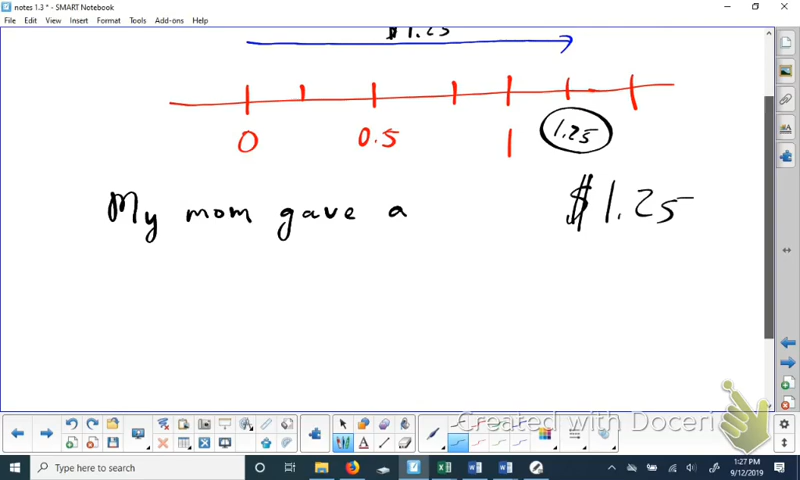 notes 1.3 * - SMART Notebook
File Edit View Insert Format Tools Add-ons Help
$1.25
0 0.5 1 1.25
My mom gave a $1.25
Created with Doceri
Type here to search
1:27 PM
9/12/2019